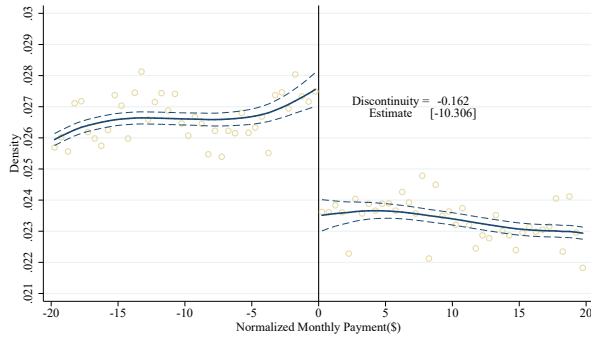 .03
.029
.028
.027
.026
.025
.024
.023
.022
.021
Density
Discontinuity = -0.162
Estimate [-10.306]
-20 -15 -10 -5 0 5 10 15 20
Normalized Monthly Payment($)